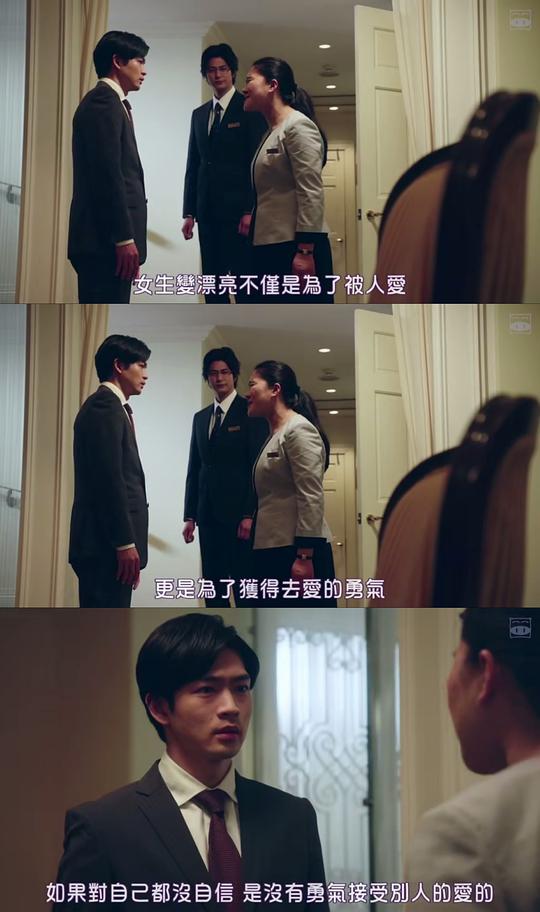 女生變漂亮不僅是為了被人愛
更是為了獲得去愛的勇氣
如果對自己都沒自信 是沒有勇氣接受別人的愛的